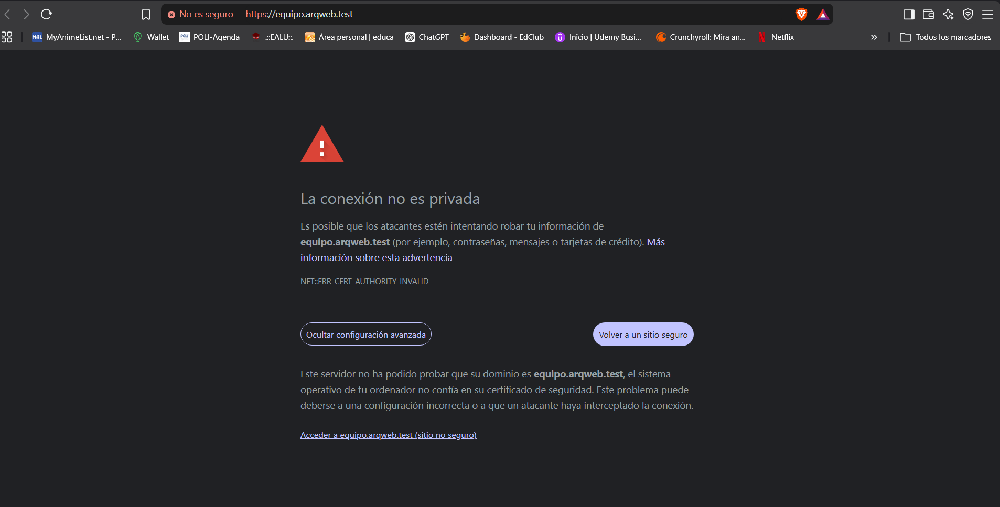 No es seguro https://equipo.arqweb.test
MAL MyAnimeList.net - P... Wallet POLI POLI-Agenda .::EALU::. Área personal | educa ChatGPT Dashboard - EdClub Inicio | Udemy Busi... Crunchyroll: Mira an... Netflix » Todos los marcadores
La conexión no es privada
Es posible que los atacantes estén intentando robar tu información de
equipo.arqweb.test (por ejemplo, contraseñas, mensajes o tarjetas de crédito). Más
información sobre esta advertencia
NET::ERR_CERT_AUTHORITY_INVALID
Ocultar configuración avanzada Volver a un sitio seguro
Este servidor no ha podido probar que su dominio es equipo.arqweb.test, el sistema
operativo de tu ordenador no confía en su certificado de seguridad. Este problema puede
deberse a una configuración incorrecta o a que un atacante haya interceptado la conexión.
Acceder a equipo.arqweb.test (sitio no seguro)